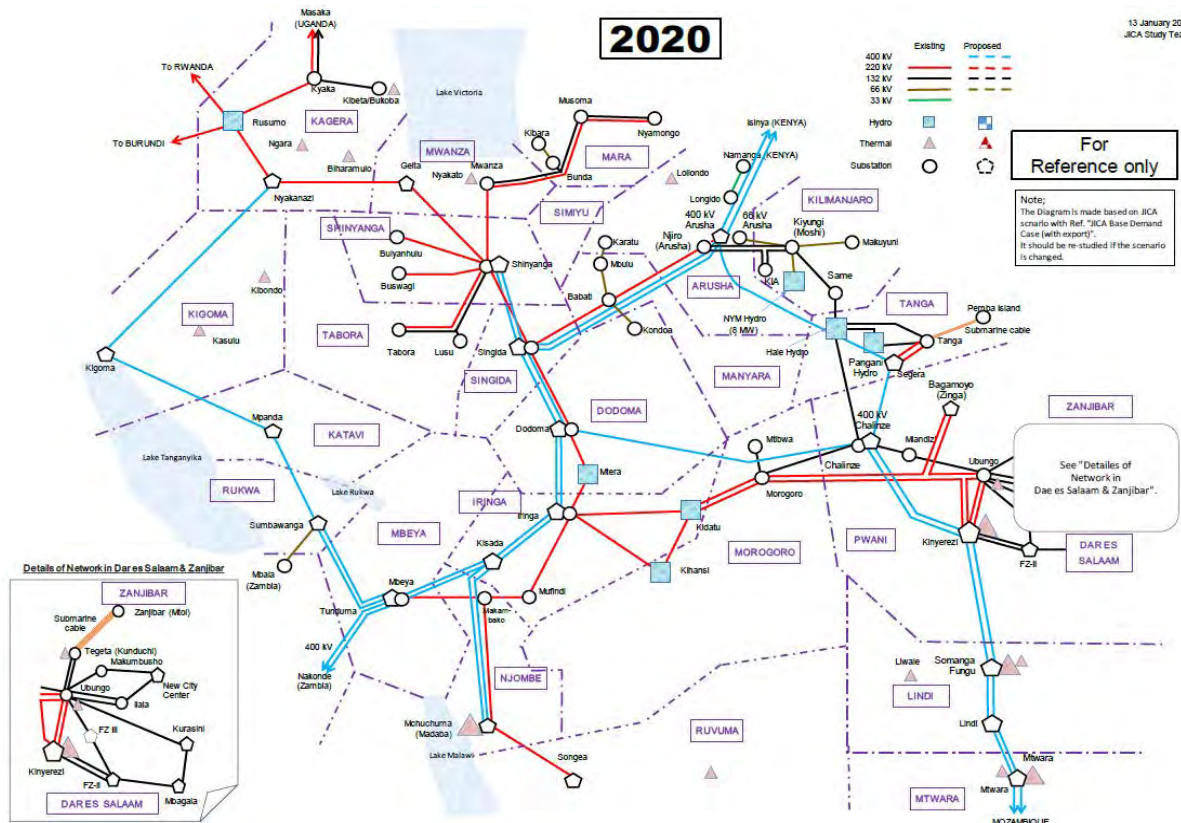 2020
13 January 20
JICA Study Tea
Existing
Proposed
400 kV
220 kV
132 kV
66 kV
33 kV
Hydro
Thermal
Substation
For
Reference only
Note;
The Diagram is made based on JICA
scnario with Ref. "JICA Base Demand
Case (with export)".
It should be re-studied if the scenario
is changed.
Masaka
(UGANDA)
To RWANDA
Kyaka
Kibeta/Bukoba
Lake Victoria
Rusumo
KAGERA
To BURUNDI
Ngara
Biharamulo
Nyakanazi
Geita
MWANZA
Mwanza
Nyakato
Musoma
Nyamongo
Kibara
Bunda
MARA
SIMIYU
Loliondo
Isinya (KENYA)
Namanga (KENYA)
Longido
KILIMANJARO
400 kV
Arusha
66 kV
Arusha
Kiyungi
(Moshi)
Makuyuni
Njiro
(Arusha)
KIA
Same
ARUSHA
NYM Hydro
(8 MW)
TANGA
Pemba Island
Submarine cable
Hale Hydro
Pangani
Hydro
Tanga
Segera
SHINYANGA
Bulyanhulu
Buswagi
Shinyanga
Karatu
Mbulu
Babati
Kondoa
Kibondo
KIGOMA
Kasulu
TABORA
Tabora
Lusu
Singida
SINGIDA
MANYARA
Kigoma
DODOMA
Bagamoyo
(Zinga)
ZANJIBAR
Mpanda
KATAVI
Dodoma
400 kV
Chalinze
Mlandizi
Ubungo
Mtibwa
Chalinze
See "Detailes of
Network in
Dae es Salaam & Zanjibar".
Lake Tanganyika
Lake Rukwa
RUKWA
Mtera
Morogoro
IRINGA
Iringa
Kidatu
Sumbawanga
MBEYA
Kisada
MOROGORO
PWANI
Kinyerezi
DAR ES
SALAAM
FZ-II
Kihansi
Mbala
(Zambia)
Mbeya
Mufindi
Tunduma
Makam-
bako
400 kV
Nakonde
(Zambia)
NJOMBE
Liwale
Somanga
Fungu
LINDI
Mchuchuma
(Madaba)
RUVUMA
Lindi
Lake Malawi
Songea
Mtwara
Mtwara
MTWARA
MOZAMBIQUE
Details of Network in Dar es Salaam & Zanjibar
ZANJIBAR
Submarine
cable
Zanjibar (Mtoi)
Tegeta (Kunduchi)
Makumbusho
Ubungo
New City
Center
Ilala
FZ III
Kurasini
Kinyerezi
FZ-II
Mbagala
DAR ES SALAAM